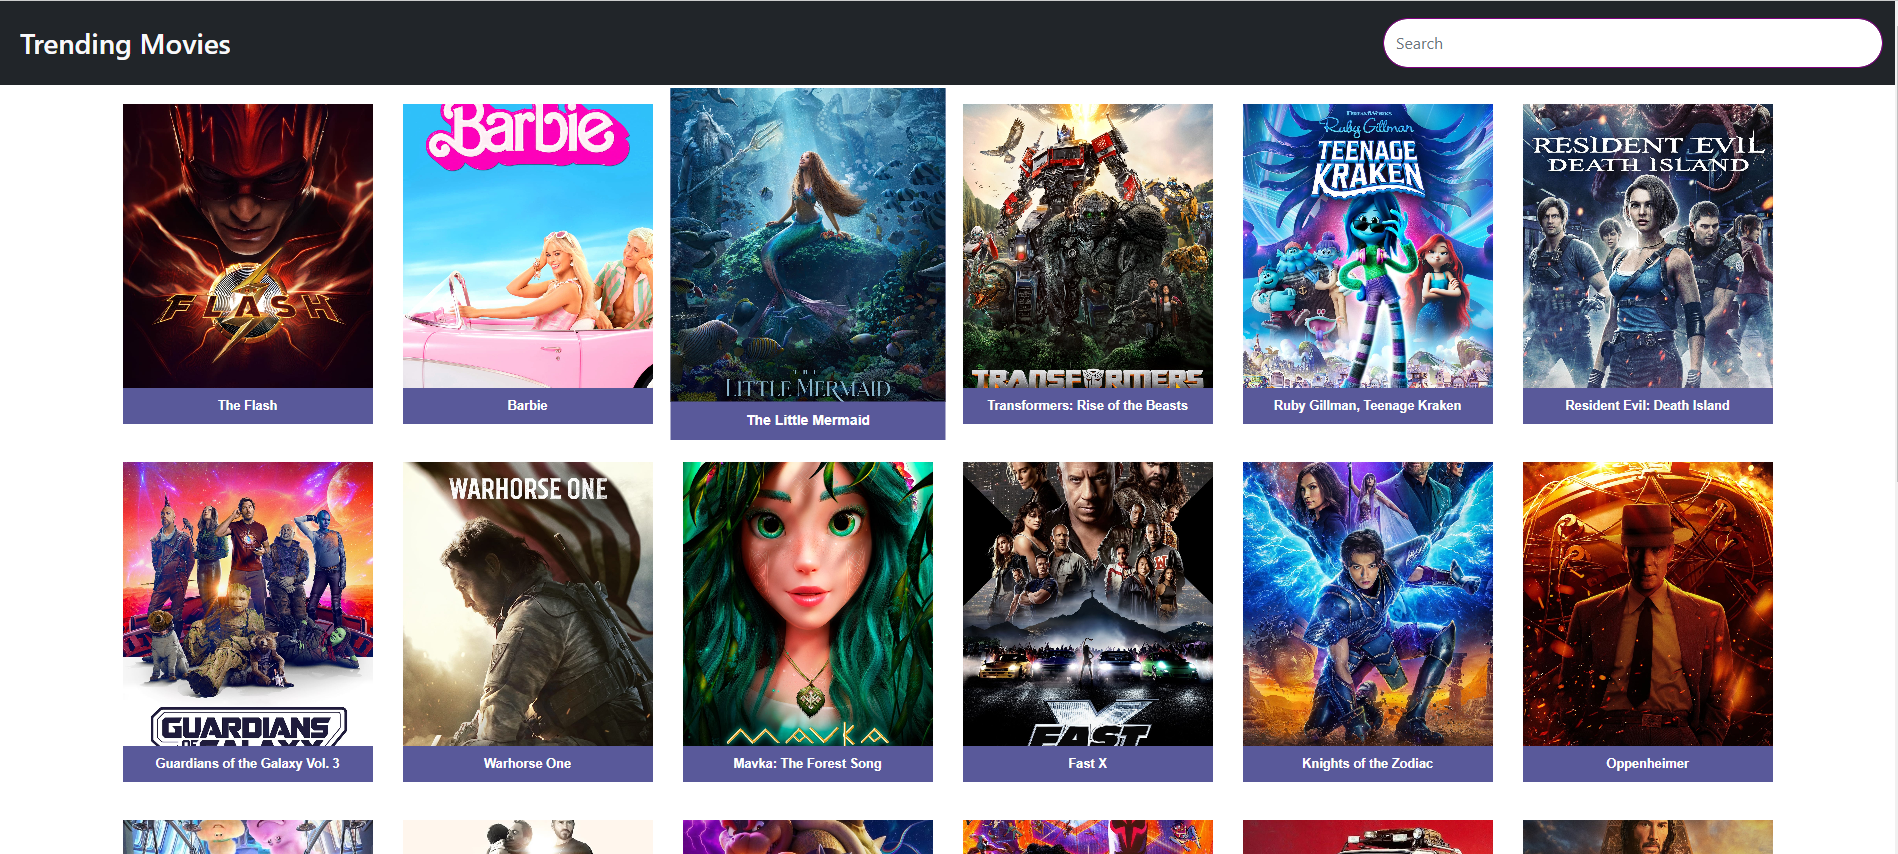 Trending Movies
Search
FLASH
Barbie
THE
LITTLE MERMAID
TRANSFORMERS
DREAMWORKS
Ruby Gillman
TEENAGE
KRAKEN
RESIDENT EVIL
DEATH ISLAND
The Flash
Barbie
The Little Mermaid
Transformers: Rise of the Beasts
Ruby Gillman, Teenage Kraken
Resident Evil: Death Island
GUARDIANS
OF GALAXY
WARHORSE ONE
MAVKA
X
FAST
Guardians of the Galaxy Vol. 3
Warhorse One
Mavka: The Forest Song
Fast X
Knights of the Zodiac
Oppenheimer